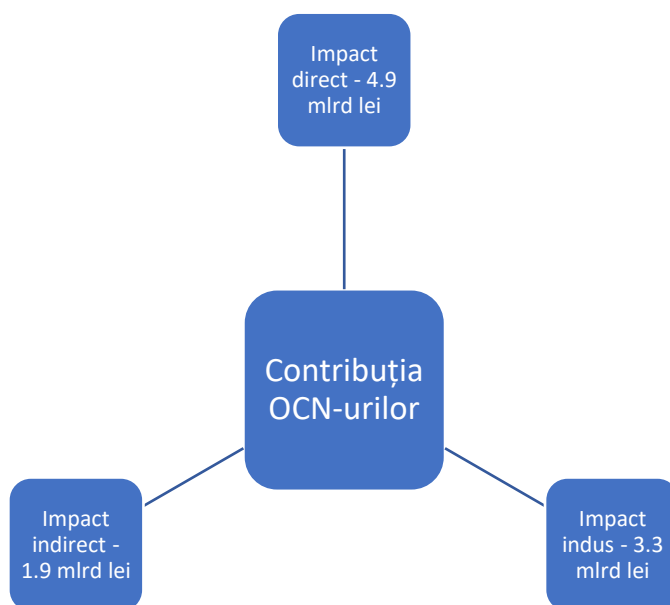 Impact
direct - 4.9
mlrd lei
Contribuția
OCN-urilor
Impact
indirect -
1.9 mlrd lei
Impact
indus - 3.3
mlrd lei